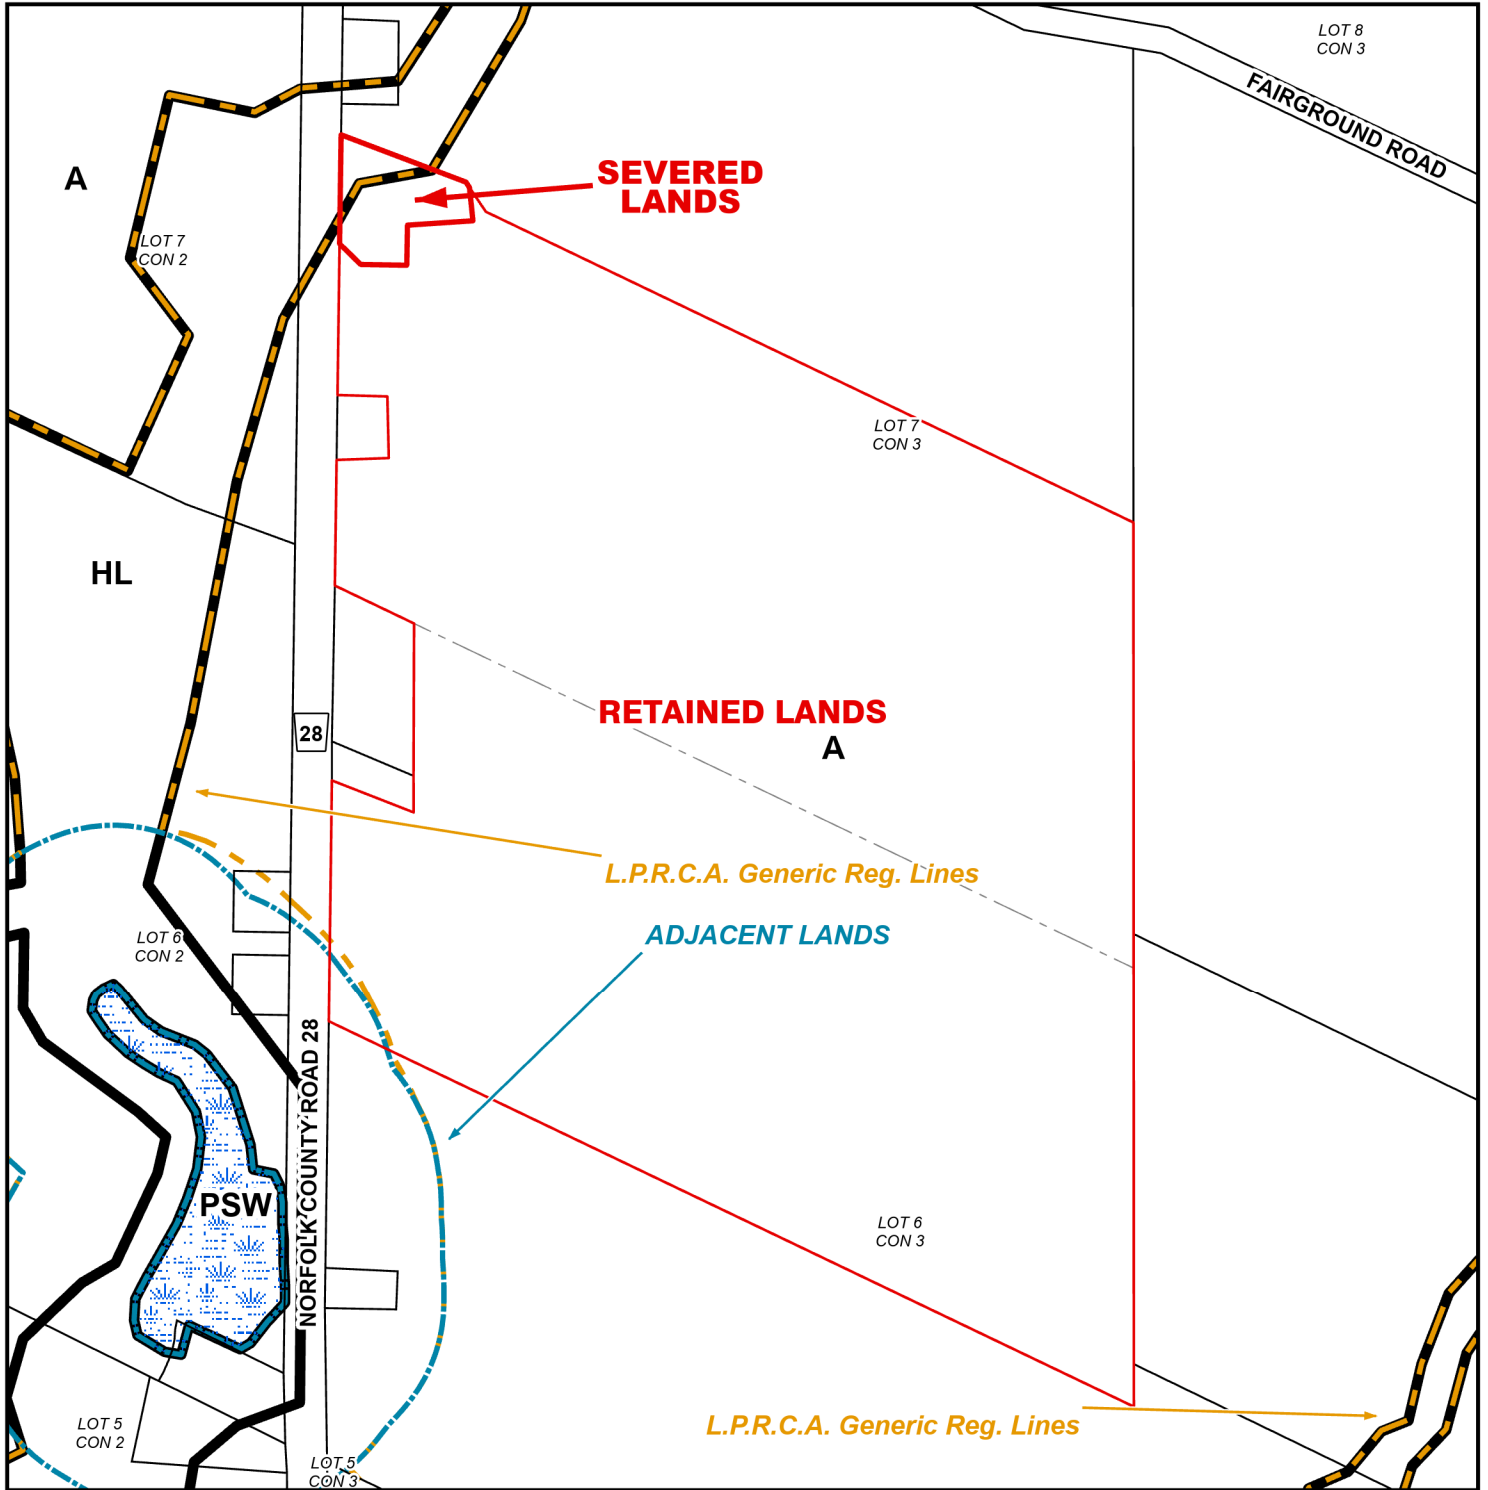 LOT 8
CON 3
FAIRGROUND ROAD
SEVERED
LANDS
A
LOT 7
CON 2
LOT 7
CON 3
HL
RETAINED LANDS
A
28
L.P.R.C.A. Generic Reg. Lines
ADJACENT LANDS
LOT 6
CON 2
NORFOLK COUNTY ROAD 28
PSW
LOT 6
CON 3
LOT 5
CON 2
L.P.R.C.A. Generic Reg. Lines
LOT 5
CON 3